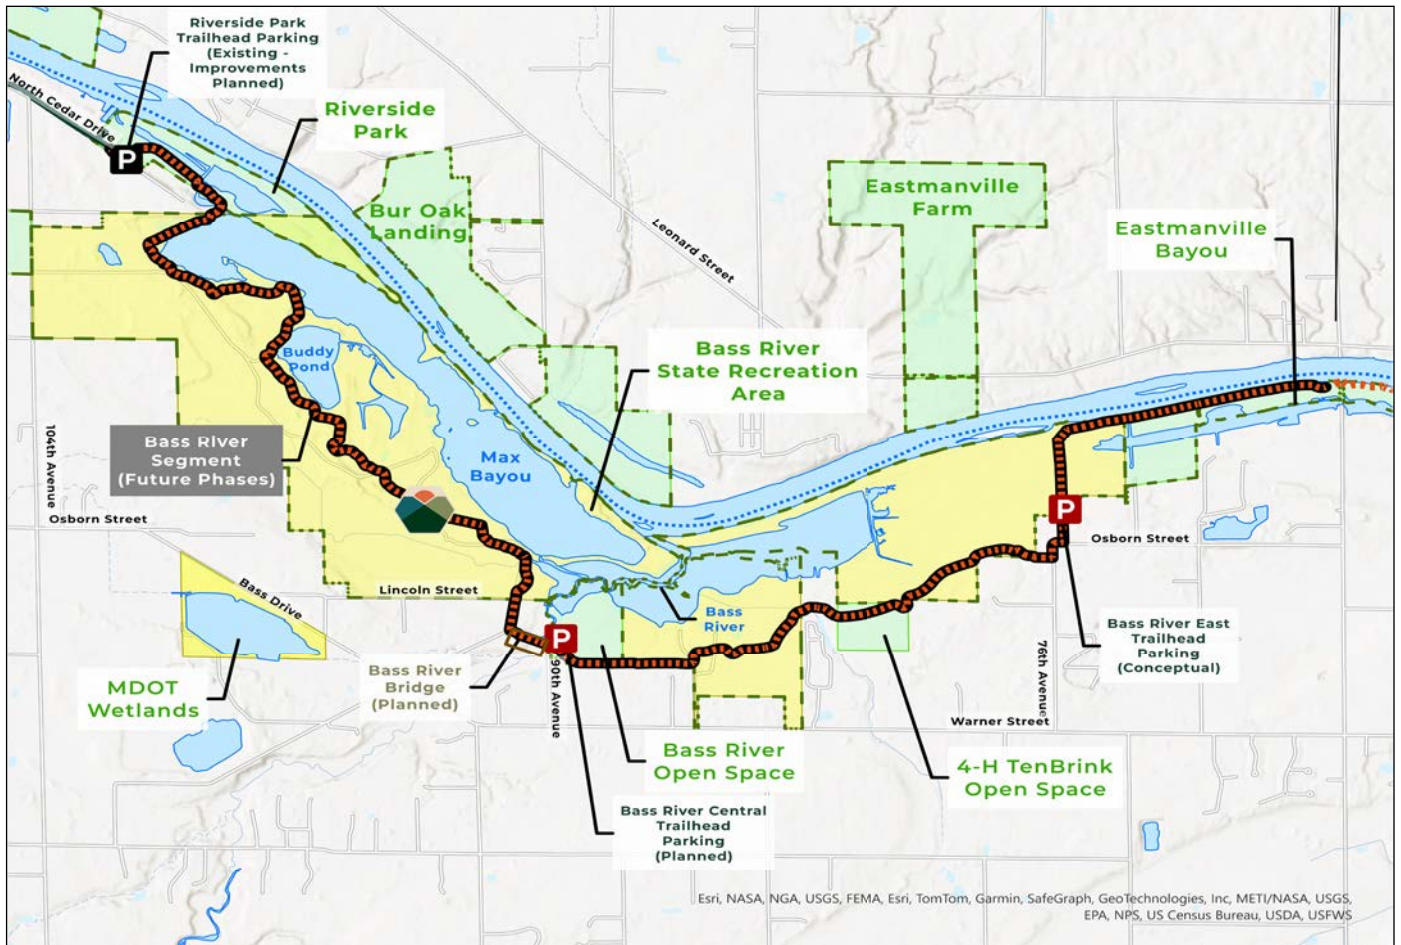 Riverside Park
Trailhead Parking
(Existing -
Improvements
Planned)
North Cedar Drive
P
Riverside
Park
Bur Oak
Landing
Leonard Street
Eastmanville
Farm
Eastmanville
Bayou
Buddy
Pond
Bass River
State Recreation
Area
104th Avenue
Bass River
Segment
(Future Phases)
Max
Bayou
Osborn Street
P
Osborn Street
Bass Drive
Lincoln Street
Bass
River
P
90th Avenue
76th Avenue
Bass River East
Trailhead
Parking
(Conceptual)
MDOT
Wetlands
Bass River
Bridge
(Planned)
Warner Street
Bass River
Open Space
4-H TenBrink
Open Space
Bass River Central
Trailhead
Parking
(Planned)
Esri, NASA, NGA, USGS, FEMA, Esri, TomTom, Garmin, SafeGraph, GeoTechnologies, Inc, METI/NASA, USGS,
EPA, NPS, US Census Bureau, USDA, USFWS